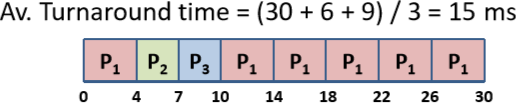 Av. Turnaround time = (30 + 6 + 9) / 3 = 15 ms
P₁ P₂ P₃ P₁ P₁ P₁ P₁ P₁
0 4 7 10 14 18 22 26 30